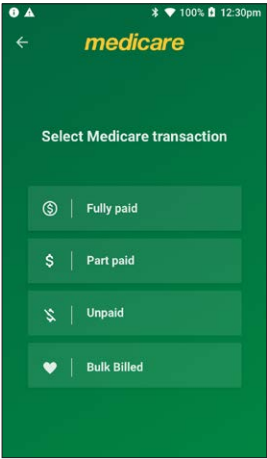 100% 12:30pm
medicare
Select Medicare transaction
Fully paid
Part paid
Unpaid
Bulk Billed